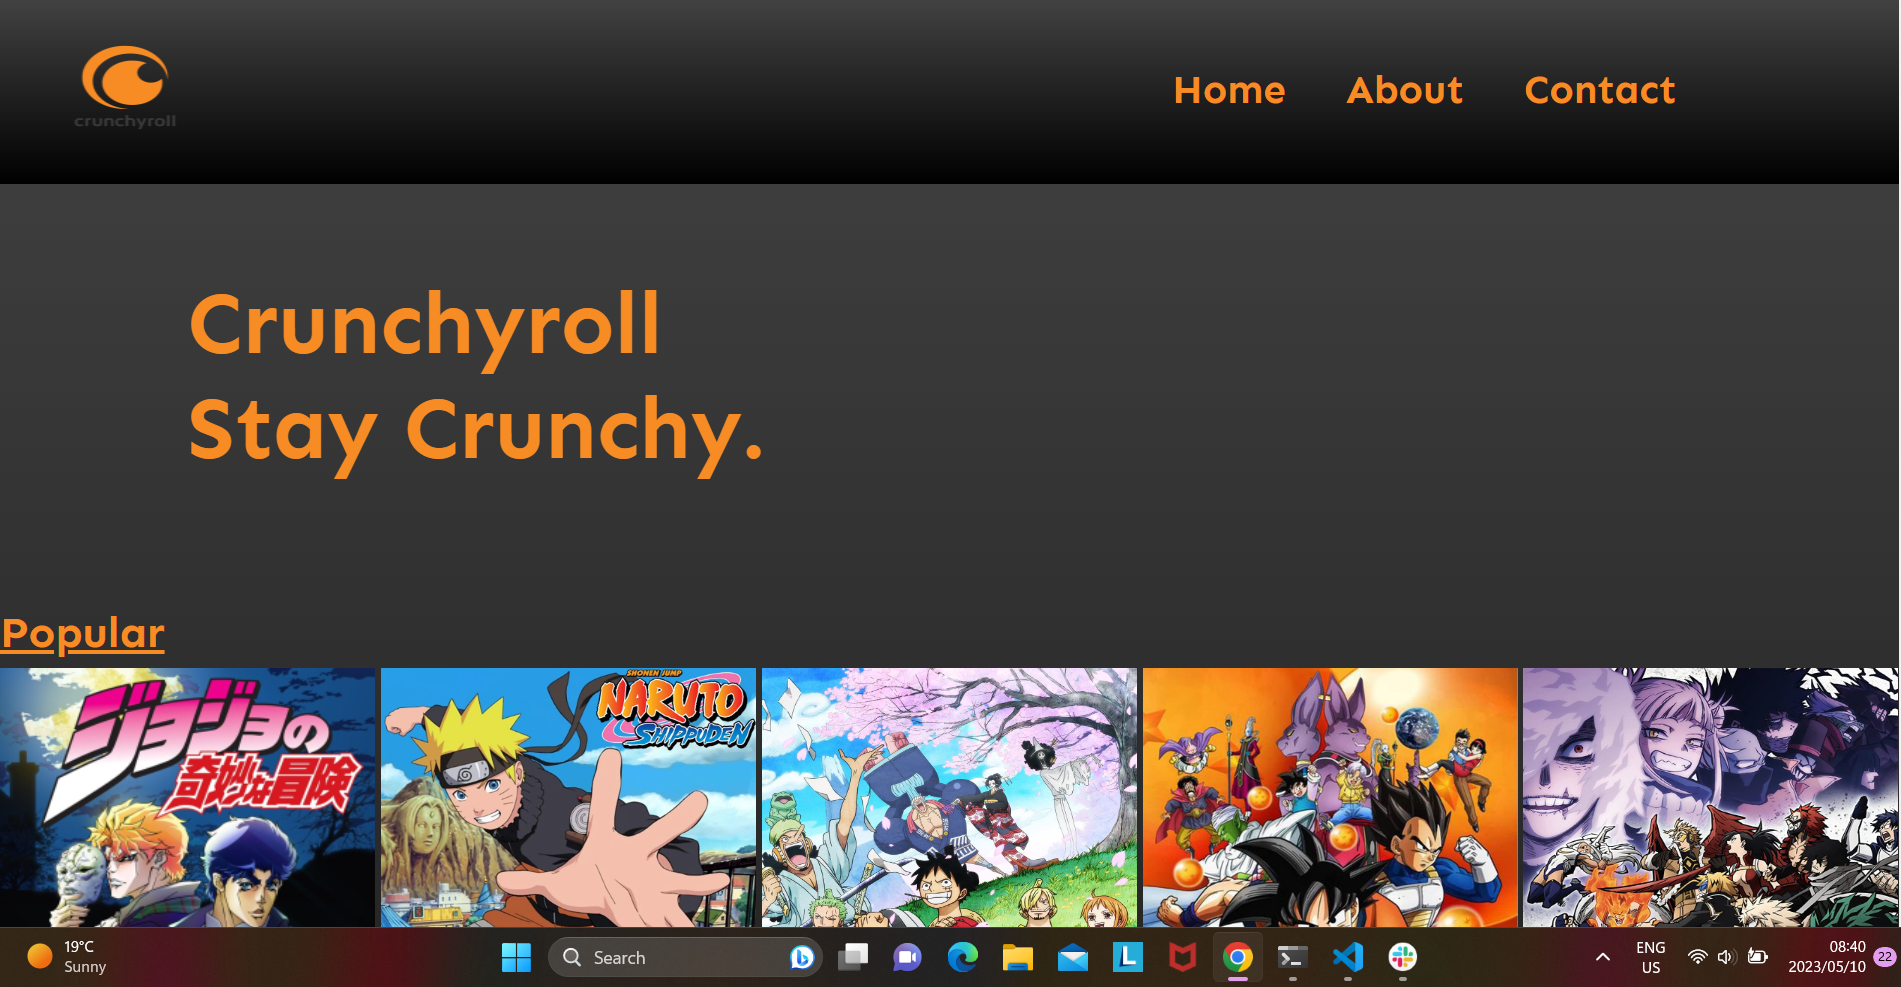 crunchyroll
Home About Contact
Crunchyroll
Stay Crunchy.
Popular
ジョジョの
奇妙な冒険
SHONEN JUMP
NARUTO
SHIPPUDEN
19°C
Sunny
Search
ENG
US
08:40
2023/05/10
22